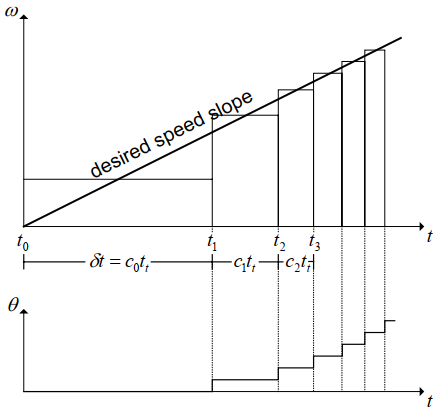 ω
desired speed slope
t₀ t₁ t₂ t₃ t
δt = c₀tₜ c₁tₜ c₂tₜ
θ
t